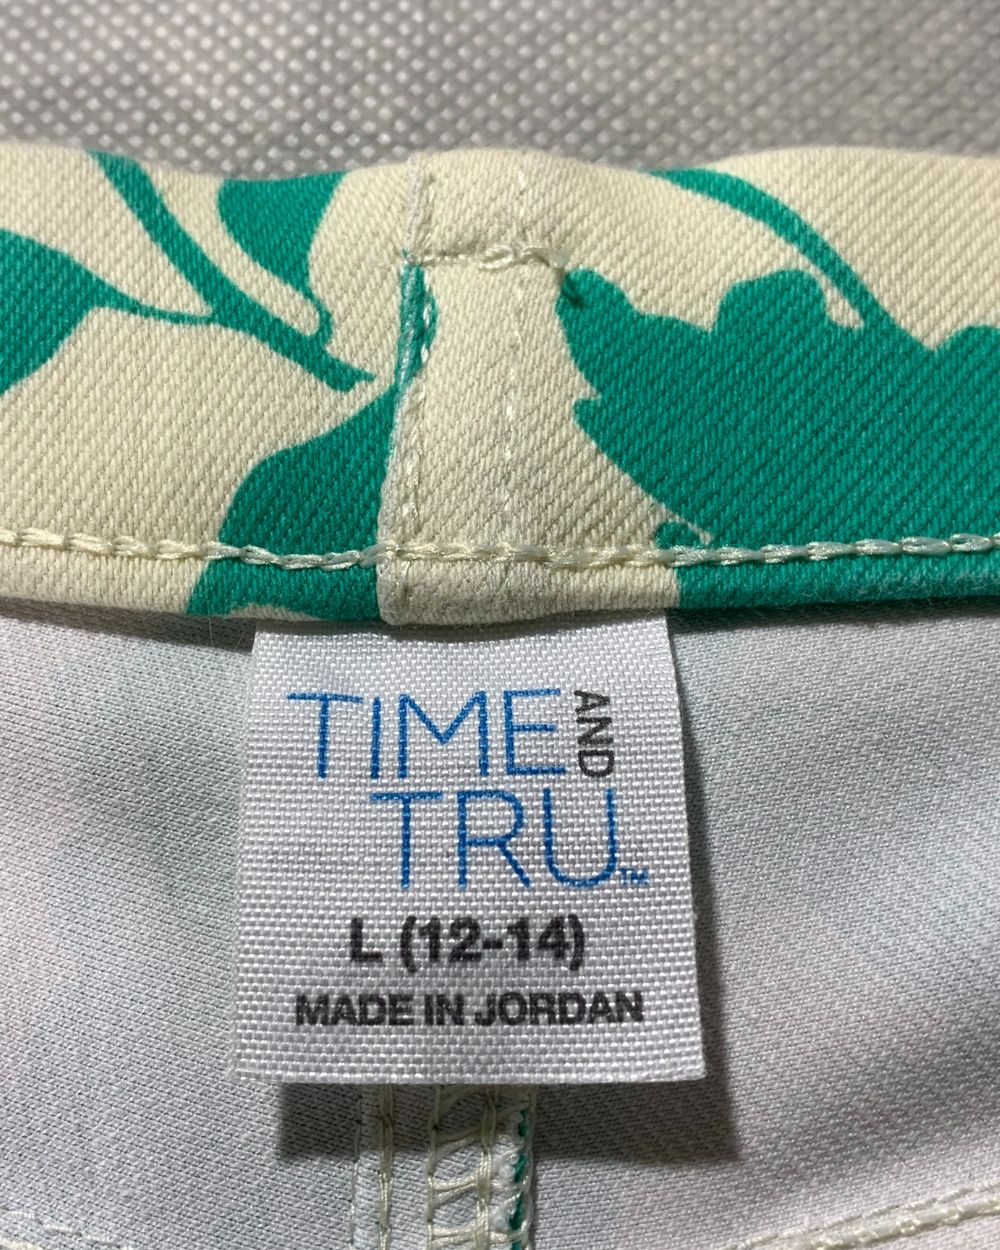 TIME AND
TRU™
L (12-14)
MADE IN JORDAN